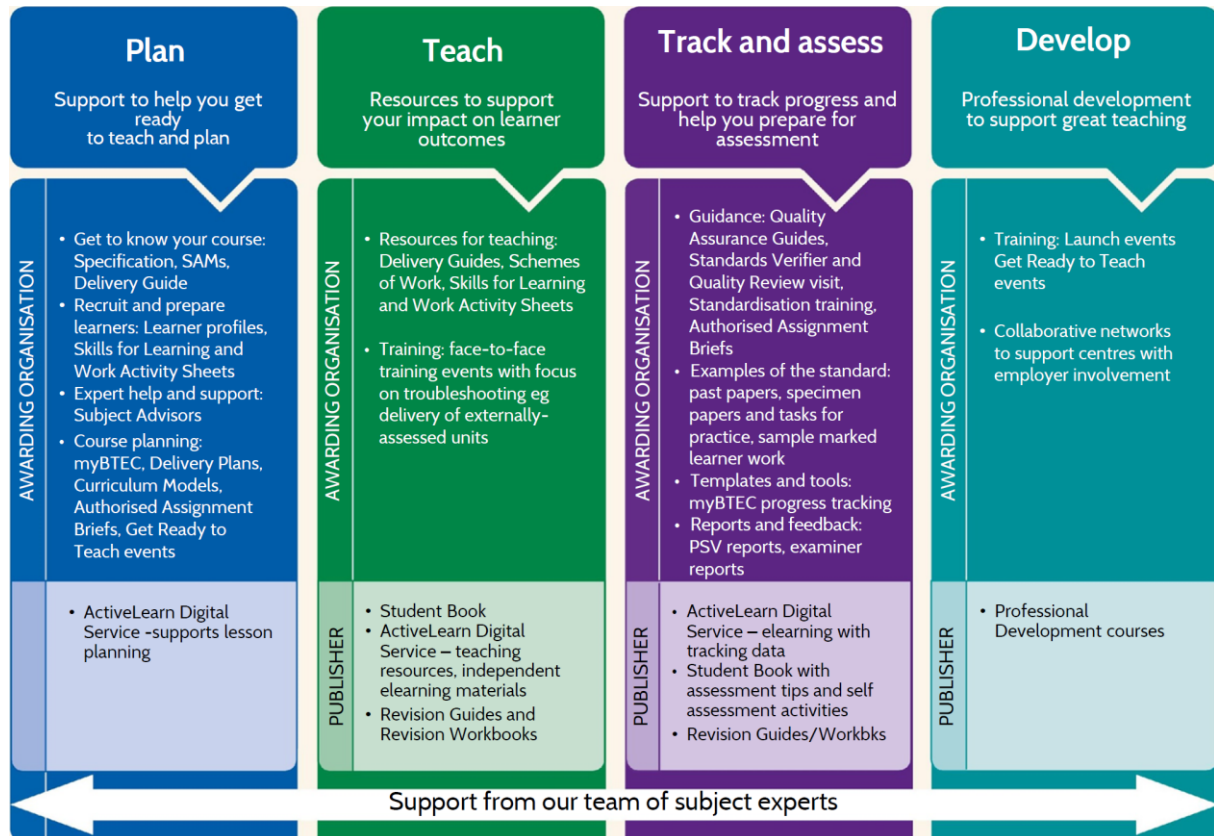 Plan
Support to help you get
ready
to teach and plan
AWARDING ORGANISATION
• Get to know your course:
Specification, SAMs,
Delivery Guide
• Recruit and prepare
learners: Learner profiles,
Skills for Learning and
Work Activity Sheets
• Expert help and support:
Subject Advisors
• Course planning:
myBTEC, Delivery Plans,
Curriculum Models,
Authorised Assignment
Briefs, Get Ready to
Teach events
• ActiveLearn Digital
Service -supports lesson
planning
Teach
Resources to support
your impact on learner
outcomes
AWARDING ORGANISATION
• Resources for teaching:
Delivery Guides, Schemes
of Work, Skills for Learning
and Work Activity Sheets
• Training: face-to-face
training events with focus
on troubleshooting eg
delivery of externally-
assessed units
PUBLISHER
• Student Book
• ActiveLearn Digital
Service – teaching
resources, independent
elearning materials
• Revision Guides and
Revision Workbooks
Track and assess
Support to track progress and
help you prepare for
assessment
AWARDING ORGANISATION
• Guidance: Quality
Assurance Guides,
Standards Verifier and
Quality Review visit,
Standardisation training,
Authorised Assignment
Briefs
• Examples of the standard:
past papers, specimen
papers and tasks for
practice, sample marked
learner work
• Templates and tools:
myBTEC progress tracking
• Reports and feedback:
PSV reports, examiner
reports
PUBLISHER
• ActiveLearn Digital
Service – elearning with
tracking data
• Student Book with
assessment tips and self
assessment activities
• Revision Guides/Workbks
Develop
Professional development
to support great teaching
AWARDING ORGANISATION
• Training: Launch events
Get Ready to Teach
events
• Collaborative networks
to support centres with
employer involvement
PUBLISHER
• Professional
Development courses
Support from our team of subject experts